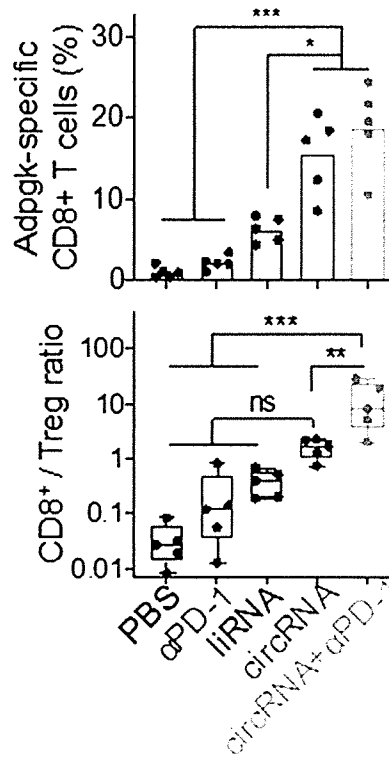 ***
30
*
20
10
0
Adpgk-specific
CD8+ T cells (%)
***
100
**
10
ns
1
0.1
0.01
CD8⁺ / Treg ratio
PBS
αPD-1
liRNA
circRNA
circRNA+αPD-1